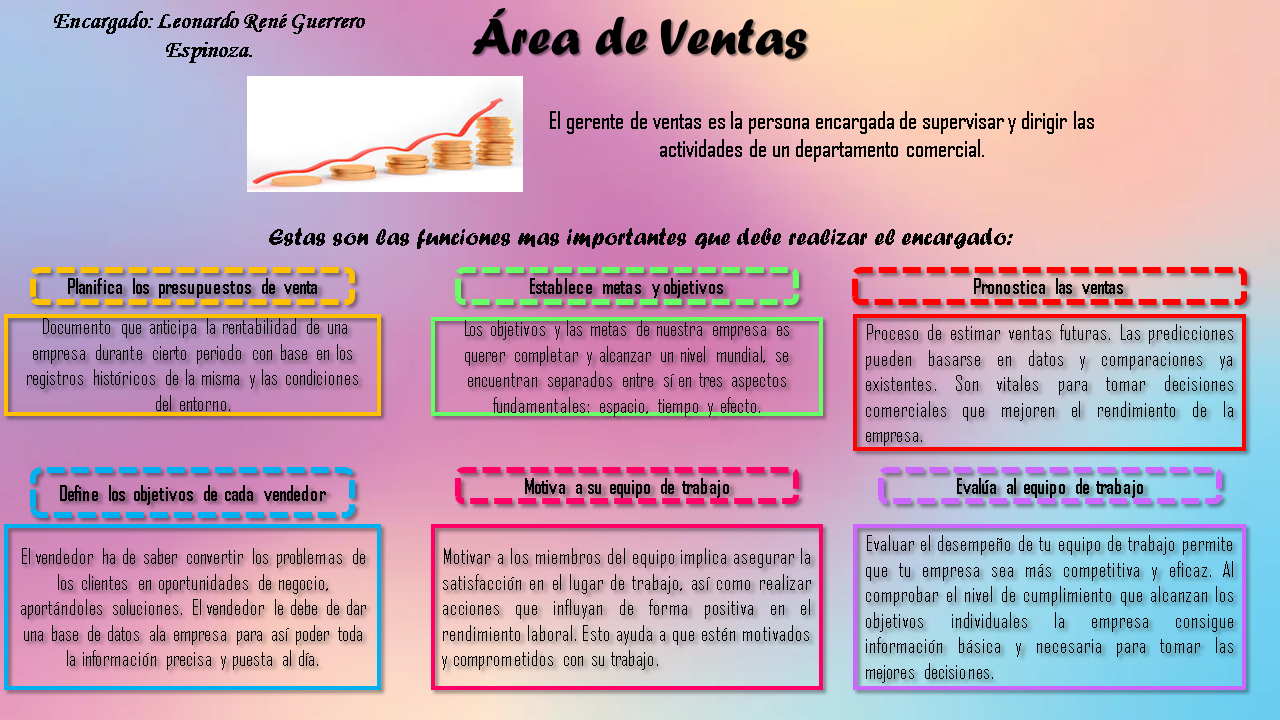 Encargado: Leonardo René Guerrero
Espinoza.
Área de Ventas
El gerente de ventas es la persona encargada de supervisar y dirigir las
actividades de un departamento comercial.
Estas son las funciones mas importantes que debe realizar el encargado:
Planifica los presupuestos de venta
Documento que anticipa la rentabilidad de una
empresa durante cierto periodo con base en los
registros históricos de la misma y las condiciones
del entorno.
Establece metas y objetivos
Los objetivos y las metas de nuestra empresa es
querer completar y alcanzar un nivel mundial, se
encuentran separados entre sí en tres aspectos
fundamentales: espacio, tiempo y efecto.
Pronostica las ventas
Proceso de estimar ventas futuras. Las predicciones
pueden basarse en datos y comparaciones ya
existentes. Son vitales para tomar decisiones
comerciales que mejoren el rendimiento de la
empresa.
Define los objetivos de cada vendedor
El vendedor ha de saber convertir los problemas de
los clientes en oportunidades de negocio,
aportándoles soluciones. El vendedor le debe de dar
una base de datos ala empresa para así poder toda
la información precisa y puesta al día.
Motiva a su equipo de trabajo
Motivar a los miembros del equipo implica asegurar la
satisfacción en el lugar de trabajo, así como realizar
acciones que influyan de forma positiva en el
rendimiento laboral. Esto ayuda a que estén motivados
y comprometidos con su trabajo.
Evalúa al equipo de trabajo
Evaluar el desempeño de tu equipo de trabajo permite
que tu empresa sea más competitiva y eficaz. Al
comprobar el nivel de cumplimiento que alcanzan los
objetivos individuales la empresa consigue
información básica y necesaria para tomar las
mejores decisiones.